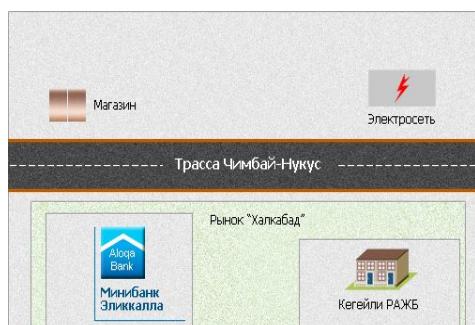 Магазин
Электросеть
Трасса Чимбай-Нукус
Рынок "Халкабад"
Aloqa
Bank
Минибанк
Эликкалла
Кегейли РАЖБ